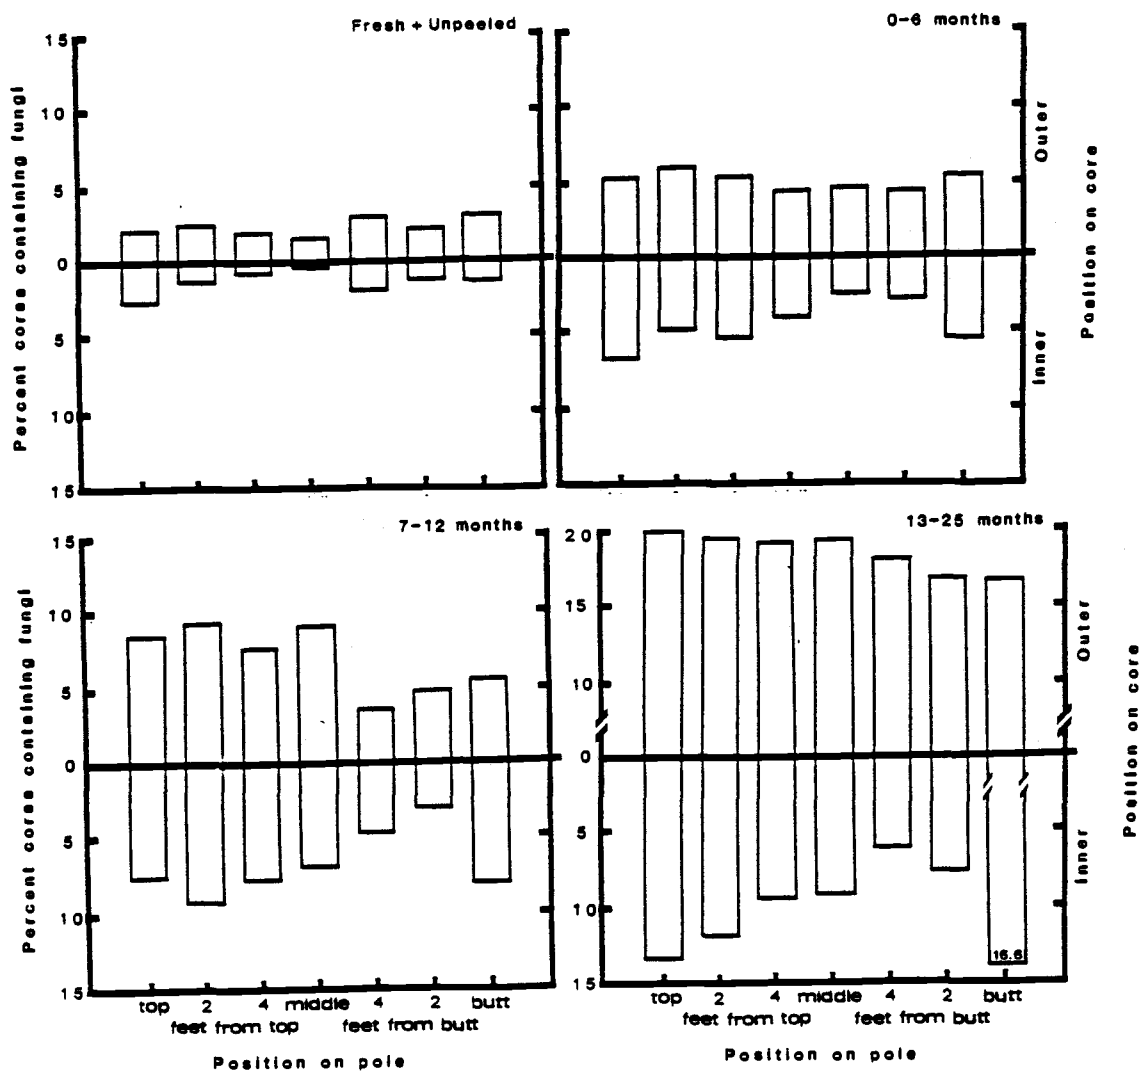 Fresh + Unpeeled
0-6 months
15
10
5
0
5
10
15
Percent cores containing fungi
Outer
Inner
Position on core
7-12 months
13-25 months
15
10
5
0
5
10
15
Percent cores containing fungi
20
15
10
0
5
10
15
16.6
Outer
Inner
Position on core
top 2 4 middle 4 2 butt
feet from top feet from butt
Position on pole
top 2 4 middle 4 2 butt
feet from top feet from butt
Position on pole